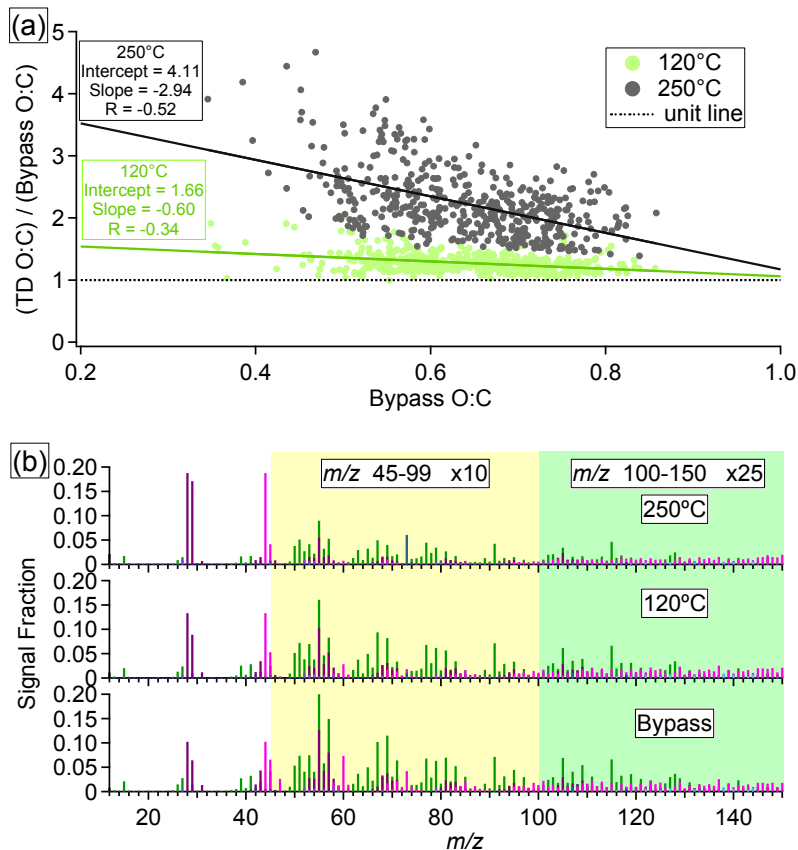 (a)
5
4
3
2
1
0
(TD O:C) / (Bypass O:C)
250°C
Intercept = 4.11
Slope = -2.94
R = -0.52
120°C
Intercept = 1.66
Slope = -0.60
R = -0.34
120°C
250°C
unit line
0.2 0.4 0.6 0.8 1.0
Bypass O:C
(b)
m/z 45-99 x10
m/z 100-150 x25
0.20
0.15
0.10
0.05
0
250ºC
0.20
0.15
0.10
0.05
0
120ºC
0.20
0.15
0.10
0.05
0
Bypass
Signal Fraction
20 40 60 80 100 120 140
m/z